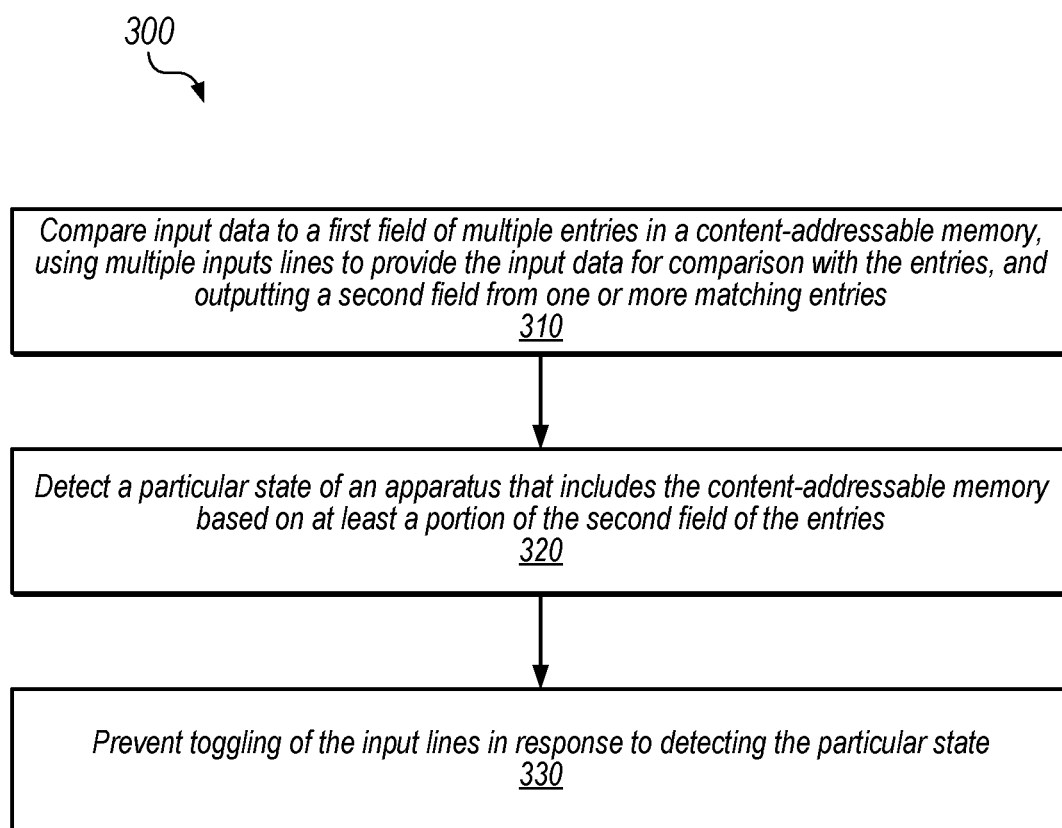 300
Compare input data to a first field of multiple entries in a content-addressable memory,
using multiple inputs lines to provide the input data for comparison with the entries, and
outputting a second field from one or more matching entries
310
Detect a particular state of an apparatus that includes the content-addressable memory
based on at least a portion of the second field of the entries
320
Prevent toggling of the input lines in response to detecting the particular state
330